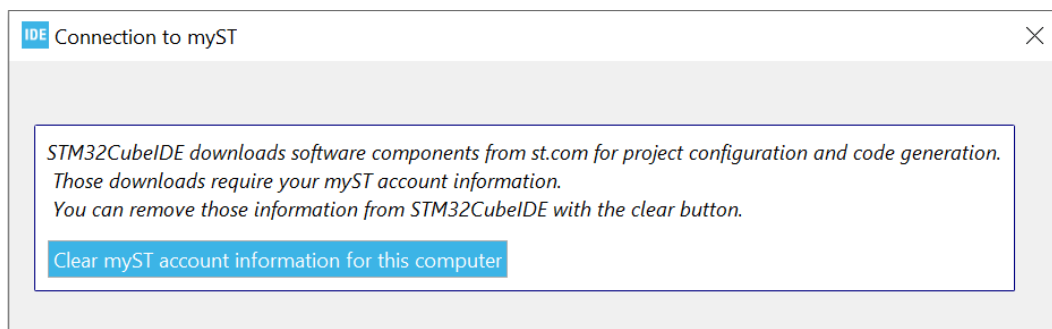 IDE Connection to myST
STM32CubeIDE downloads software components from st.com for project configuration and code generation.
Those downloads require your myST account information.
You can remove those information from STM32CubeIDE with the clear button.
Clear myST account information for this computer